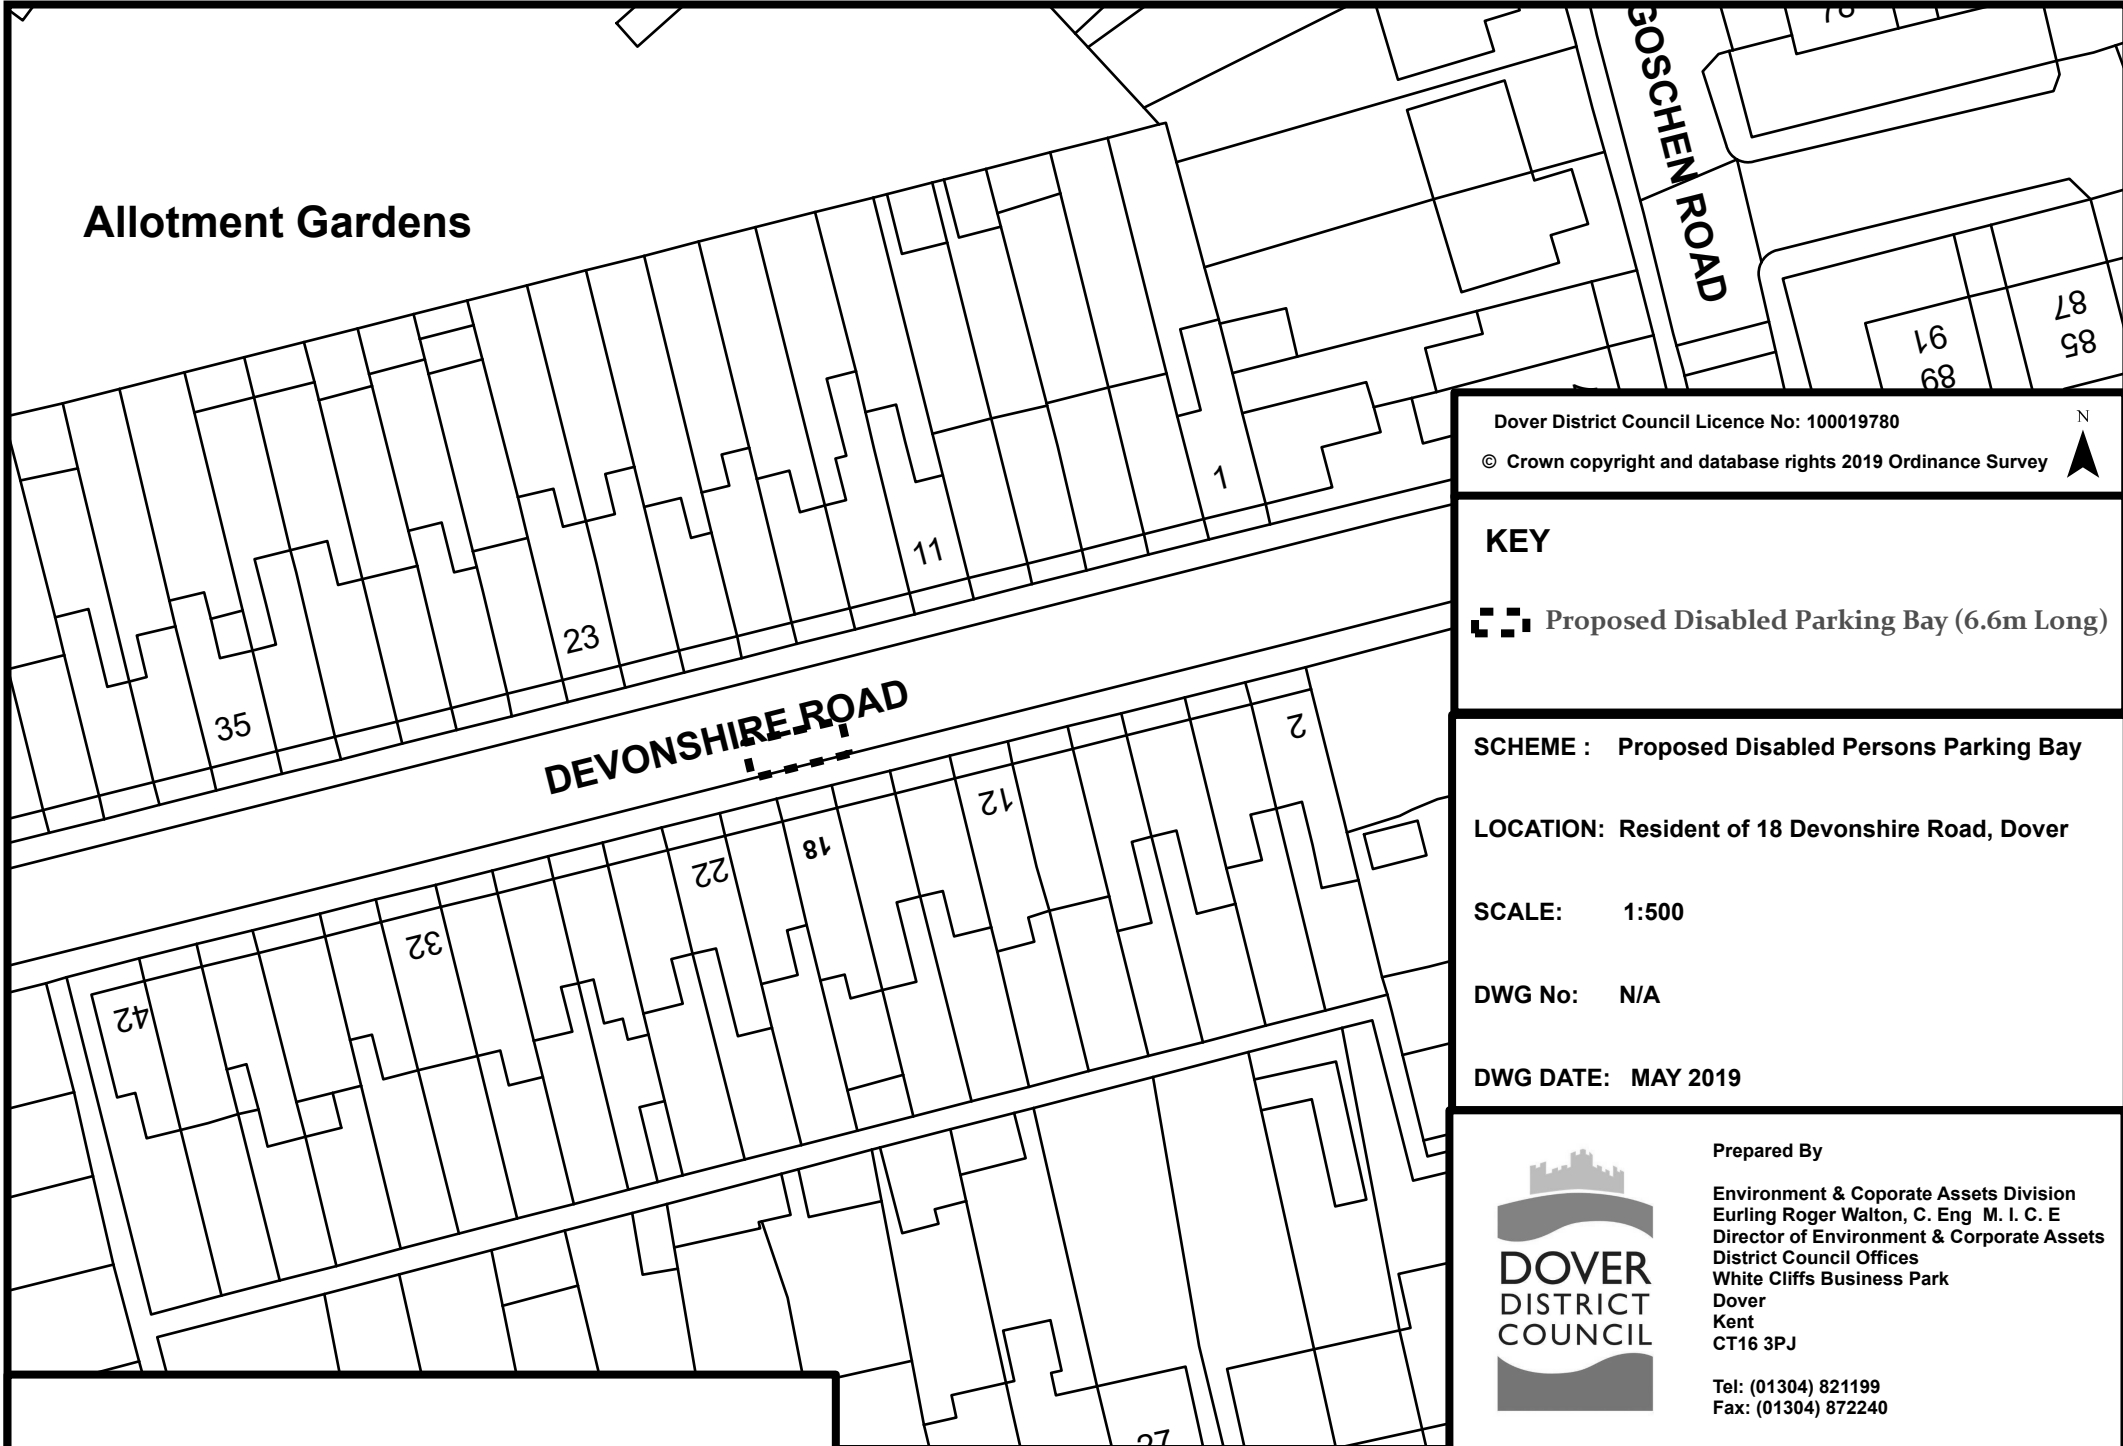 GOSCHEN ROAD
Allotment Gardens
87
85
91
89
1
11
23
35
DEVONSHIRE ROAD
2
12
18
22
32
42
Dover District Council Licence No: 100019780
N
© Crown copyright and database rights 2019 Ordinance Survey
KEY
Proposed Disabled Parking Bay (6.6m Long)
SCHEME : Proposed Disabled Persons Parking Bay
LOCATION: Resident of 18 Devonshire Road, Dover
SCALE: 1:500
DWG No: N/A
DWG DATE: MAY 2019
DOVER
DISTRICT
COUNCIL
Prepared By
Environment & Coporate Assets Division
Eurling Roger Walton, C. Eng M. I. C. E
Director of Environment & Corporate Assets
District Council Offices
White Cliffs Business Park
Dover
Kent
CT16 3PJ
Tel: (01304) 821199
Fax: (01304) 872240